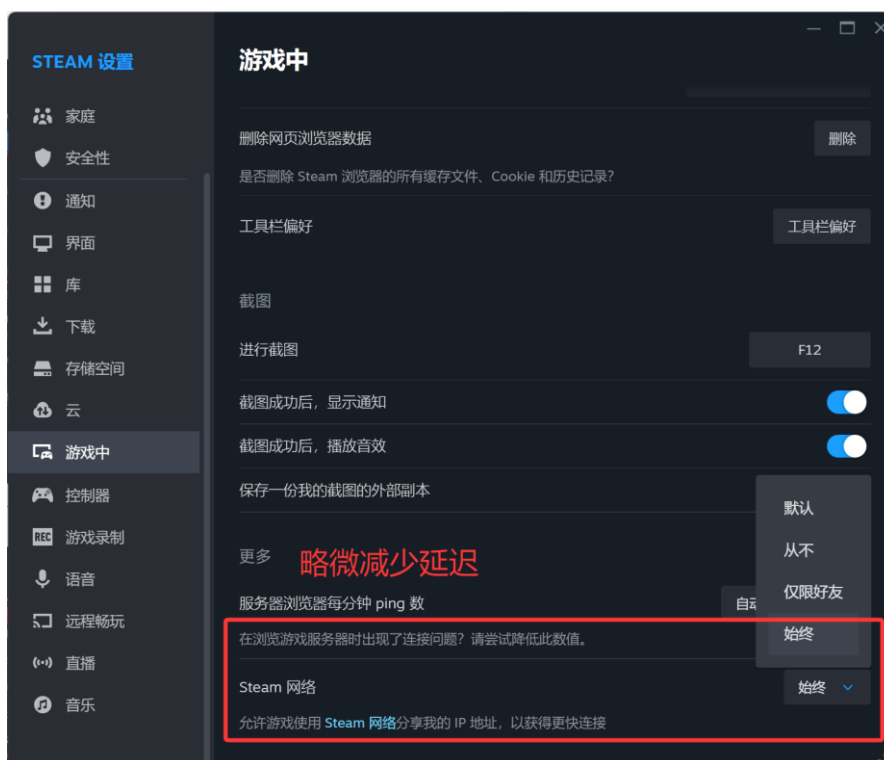 STEAM 设置
家庭
安全性
通知
界面
库
下载
存储空间
云
游戏中
控制器
REC 游戏录制
语音
远程畅玩
直播
音乐
游戏中
删除网页浏览器数据
删除
是否删除 Steam 浏览器的所有缓存文件、Cookie 和历史记录？
工具栏偏好
工具栏偏好
截图
进行截图
F12
截图成功后，显示通知
截图成功后，播放音效
保存一份我的截图的外部副本
默认
从不
仅限好友
始终
更多
略微减少延迟
服务器浏览器每分钟 ping 数
自
在浏览游戏服务器时出现了连接问题？请尝试降低此数值。
Steam 网络
始终
允许游戏使用 Steam 网络分享我的 IP 地址，以获得更快连接